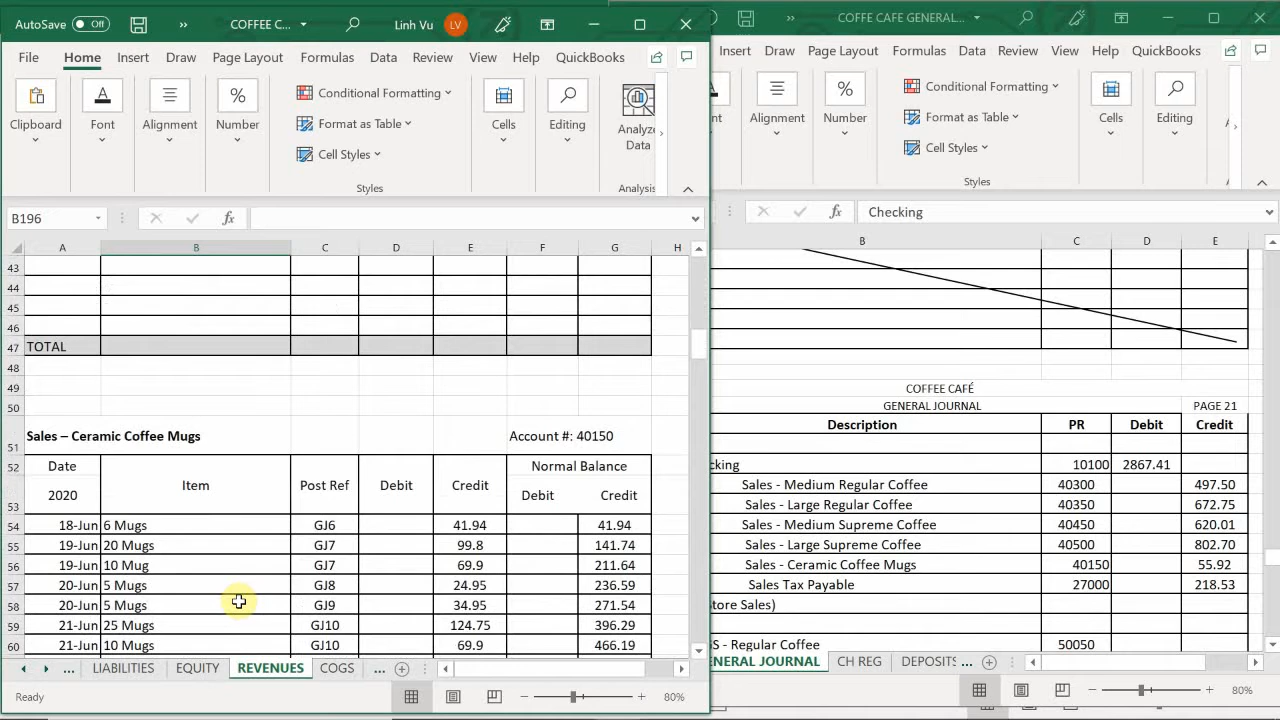 AutoSave Off COFFEE C... Linh Vu LV
File Home Insert Draw Page Layout Formulas Data Review View Help QuickBooks
Clipboard Font Alignment Number
Conditional Formatting
Format as Table
Cell Styles
Styles
Cells Editing
Analyze
Data
Analysis
B196 fx
A B C D E F G H
43
44
45
46
47 TOTAL
48
49
50
51 Sales – Ceramic Coffee Mugs Account #: 40150
52 Date Item Post Ref Debit Credit Normal Balance
53 2020 Debit Credit
54 18-Jun 6 Mugs GJ6 41.94 41.94
55 19-Jun 20 Mugs GJ7 99.8 141.74
56 19-Jun 10 Mug GJ7 69.9 211.64
57 20-Jun 5 Mugs GJ8 24.95 236.59
58 20-Jun 5 Mugs GJ9 34.95 271.54
59 21-Jun 25 Mugs GJ10 124.75 396.29
60 21-Jun 10 Mugs GJ10 69.9 466.19
... LIABILITIES EQUITY REVENUES COGS ...
Ready 80%
COFFE CAFE GENERAL...
Insert Draw Page Layout Formulas Data Review View Help QuickBooks
Alignment Number
Conditional Formatting
Format as Table
Cell Styles
Styles
Cells Editing
fx Checking
B C D E
COFFEE CAFÉ
GENERAL JOURNAL PAGE 21
Description PR Debit Credit
cking 10100 2867.41
Sales - Medium Regular Coffee 40300 497.50
Sales - Large Regular Coffee 40350 672.75
Sales - Medium Supreme Coffee 40450 620.01
Sales - Large Supreme Coffee 40500 802.70
Sales - Ceramic Coffee Mugs 40150 55.92
Sales Tax Payable 27000 218.53
Store Sales)
GS - Regular Coffee 50050
ENERAL JOURNAL CH REG DEPOSITS ...
80%